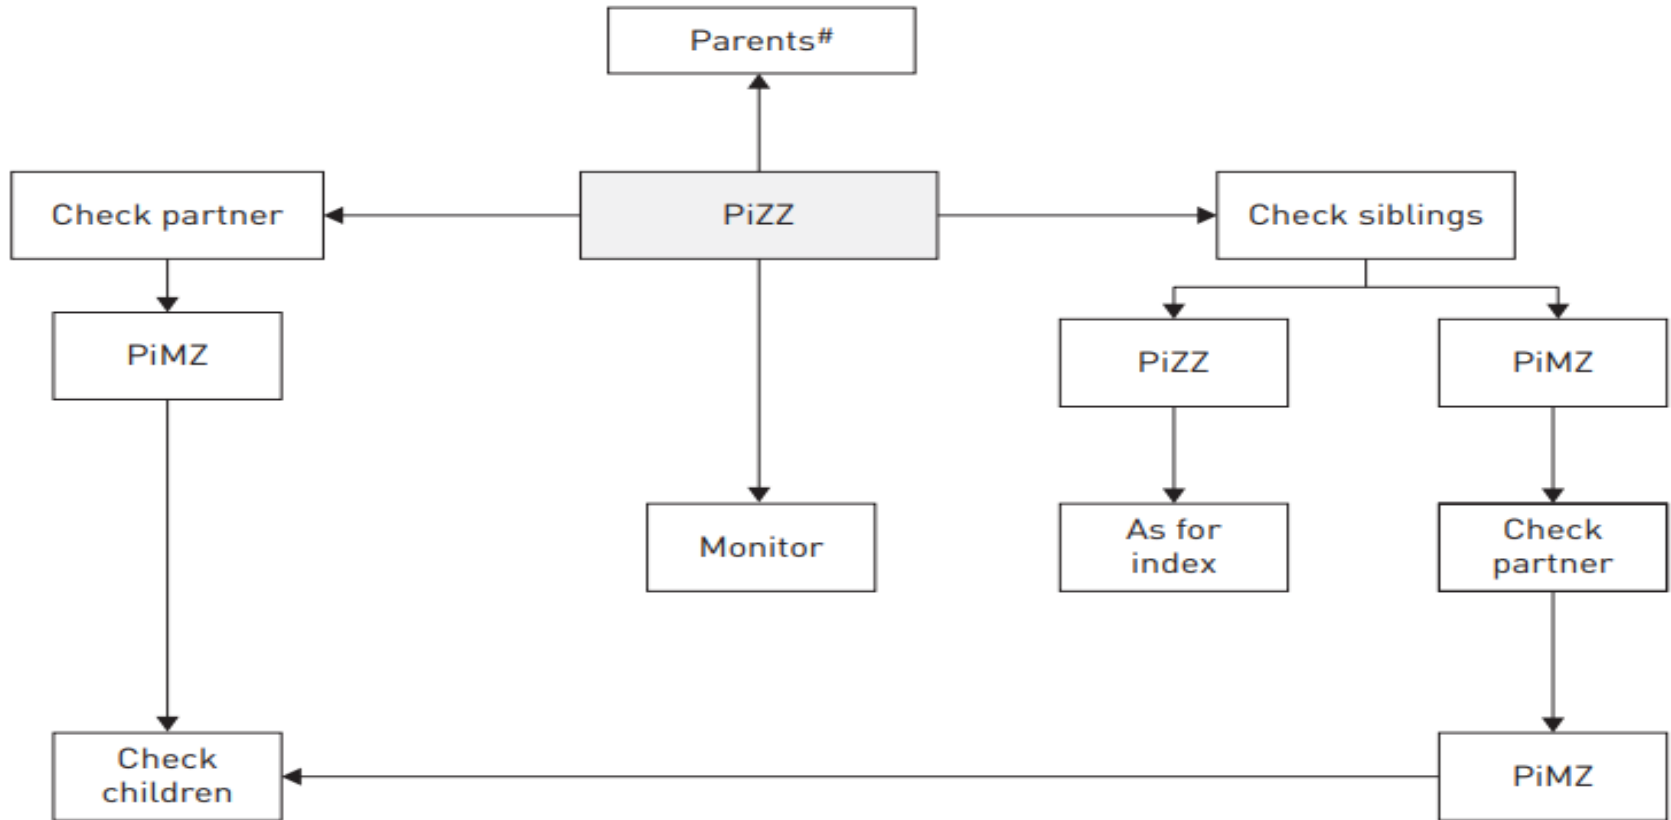 Parents#
Check partner
PiZZ
Check siblings
PiMZ
PiZZ
PiMZ
Monitor
As for
index
Check
partner
Check
children
PiMZ